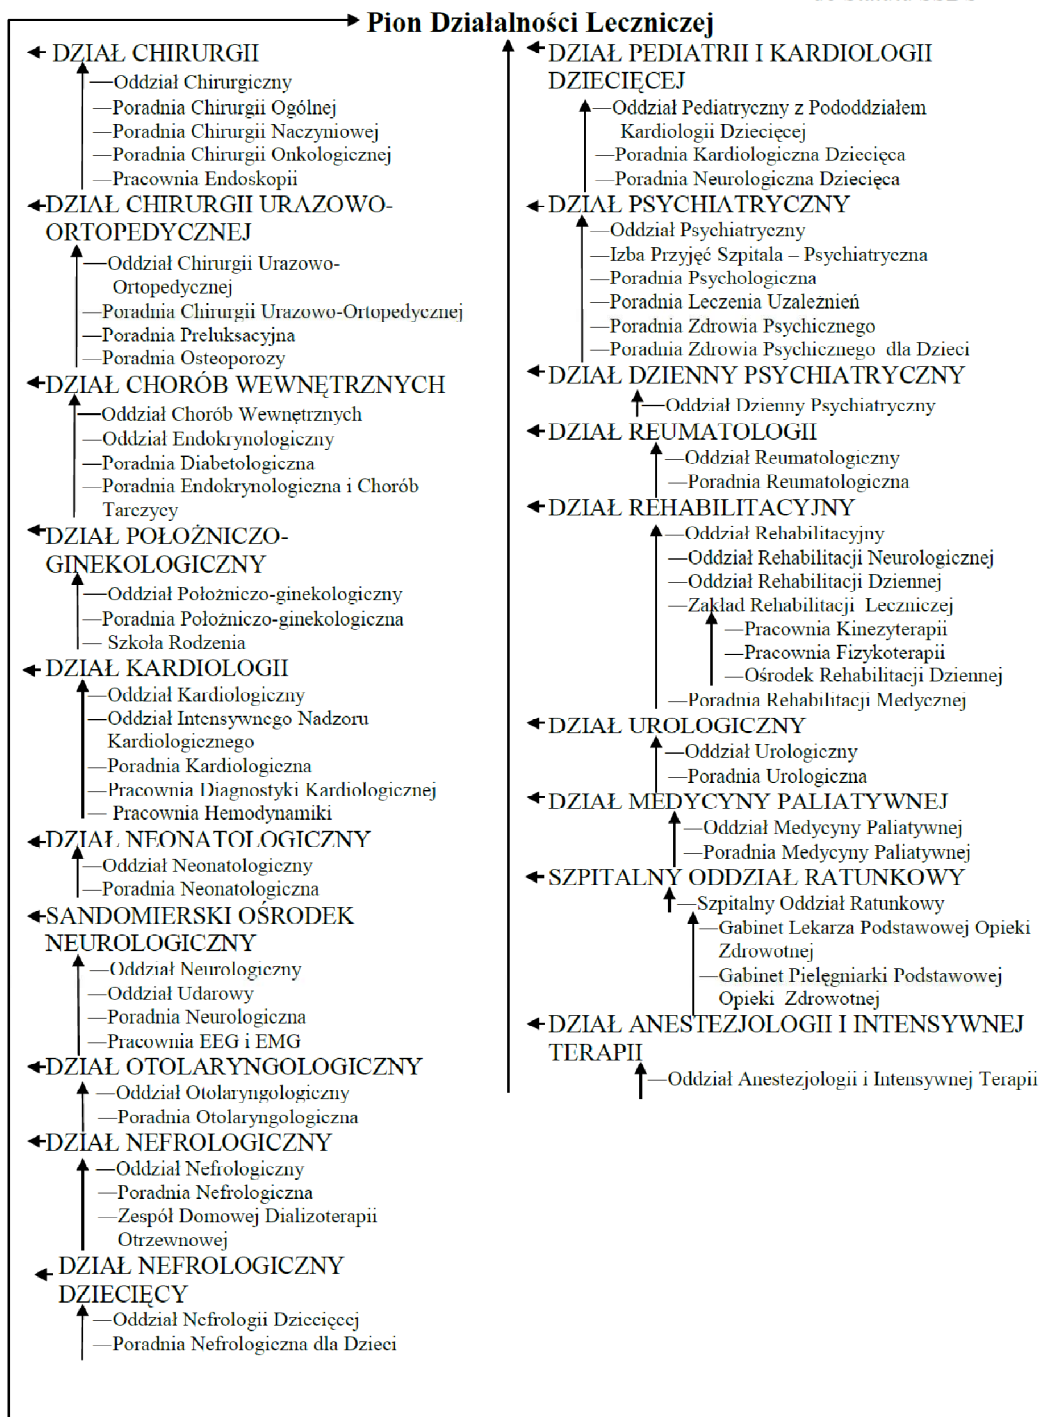 Pion Działalności Leczniczej
DZIAŁ CHIRURGII
—Oddział Chirurgiczny
—Poradnia Chirurgii Ogólnej
—Poradnia Chirurgii Naczyniowej
—Poradnia Chirurgii Onkologicznej
—Pracownia Endoskopii
DZIAŁ CHIRURGII URAZOWO-
ORTOPEDYCZNEJ
—Oddział Chirurgii Urazowo-
Ortopedycznej
—Poradnia Chirurgii Urazowo-Ortopedycznej
—Poradnia Preluksacyjna
—Poradnia Osteoporozy
DZIAŁ CHORÓB WEWNĘTRZNYCH
—Oddział Chorób Wewnętrznych
—Oddział Endokrynologiczny
—Poradnia Diabetologiczna
—Poradnia Endokrynologiczna i Chorób
Tarczycy
DZIAŁ POŁOŻNICZO-
GINEKOLOGICZNY
—Oddział Położniczo-ginekologiczny
—Poradnia Położniczo-ginekologiczna
— Szkoła Rodzenia
DZIAŁ KARDIOLOGII
—Oddział Kardiologiczny
—Oddział Intensywnego Nadzoru
Kardiologicznego
—Poradnia Kardiologiczna
—Pracownia Diagnostyki Kardiologicznej
— Pracownia Hemodynamiki
DZIAŁ NEONATOLOGICZNY
—Oddział Neonatologiczny
—Poradnia Neonatologiczna
SANDOMIERSKI OŚRODEK
NEUROLOGICZNY
—Oddział Neurologiczny
—Oddział Udarowy
—Poradnia Neurologiczna
—Pracownia EEG i EMG
DZIAŁ OTOLARYNGOLOGICZNY
—Oddział Otolaryngologiczny
—Poradnia Otolaryngologiczna
DZIAŁ NEFROLOGICZNY
—Oddział Nefrologiczny
—Poradnia Nefrologiczna
—Zespół Domowej Dializoterapii
Otrzewnowej
DZIAŁ NEFROLOGICZNY
DZIECIĘCY
—Oddział Nefrologii Dziecięcej
—Poradnia Nefrologiczna dla Dzieci
DZIAŁ PEDIATRII I KARDIOLOGII
DZIECIĘCEJ
—Oddział Pediatryczny z Pododdziałem
Kardiologii Dziecięcej
—Poradnia Kardiologiczna Dziecięca
—Poradnia Neurologiczna Dziecięca
DZIAŁ PSYCHIATRYCZNY
—Oddział Psychiatryczny
—Izba Przyjęć Szpitala – Psychiatryczna
—Poradnia Psychologiczna
—Poradnia Leczenia Uzależnień
—Poradnia Zdrowia Psychicznego
—Poradnia Zdrowia Psychicznego dla Dzieci
DZIAŁ DZIENNY PSYCHIATRYCZNY
—Oddział Dzienny Psychiatryczny
DZIAŁ REUMATOLOGII
—Oddział Reumatologiczny
—Poradnia Reumatologiczna
DZIAŁ REHABILITACYJNY
—Oddział Rehabilitacyjny
—Oddział Rehabilitacji Neurologicznej
—Oddział Rehabilitacji Dziennej
—Zakład Rehabilitacji Leczniczej
—Pracownia Kinezyterapii
—Pracownia Fizykoterapii
—Ośrodek Rehabilitacji Dziennej
—Poradnia Rehabilitacji Medycznej
DZIAŁ UROLOGICZNY
—Oddział Urologiczny
—Poradnia Urologiczna
DZIAŁ MEDYCYNY PALIATYWNEJ
—Oddział Medycyny Paliatywnej
—Poradnia Medycyny Paliatywnej
SZPITALNY ODDZIAŁ RATUNKOWY
—Szpitalny Oddział Ratunkowy
—Gabinet Lekarza Podstawowej Opieki
Zdrowotnej
—Gabinet Pielęgniarki Podstawowej
Opieki Zdrowotnej
DZIAŁ ANESTEZJOLOGII I INTENSYWNEJ
TERAPII
—Oddział Anestezjologii i Intensywnej Terapii